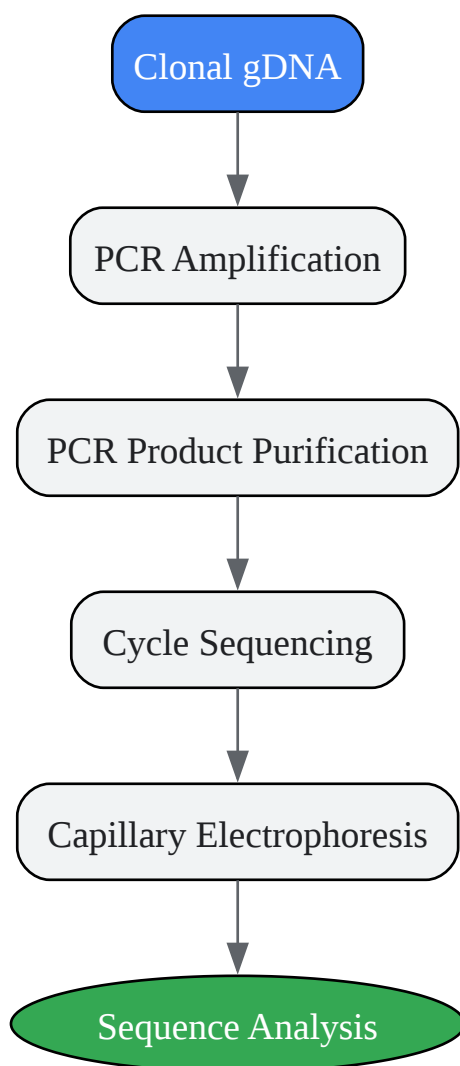 Clonal gDNA
PCR Amplification
PCR Product Purification
Cycle Sequencing
Capillary Electrophoresis
Sequence Analysis